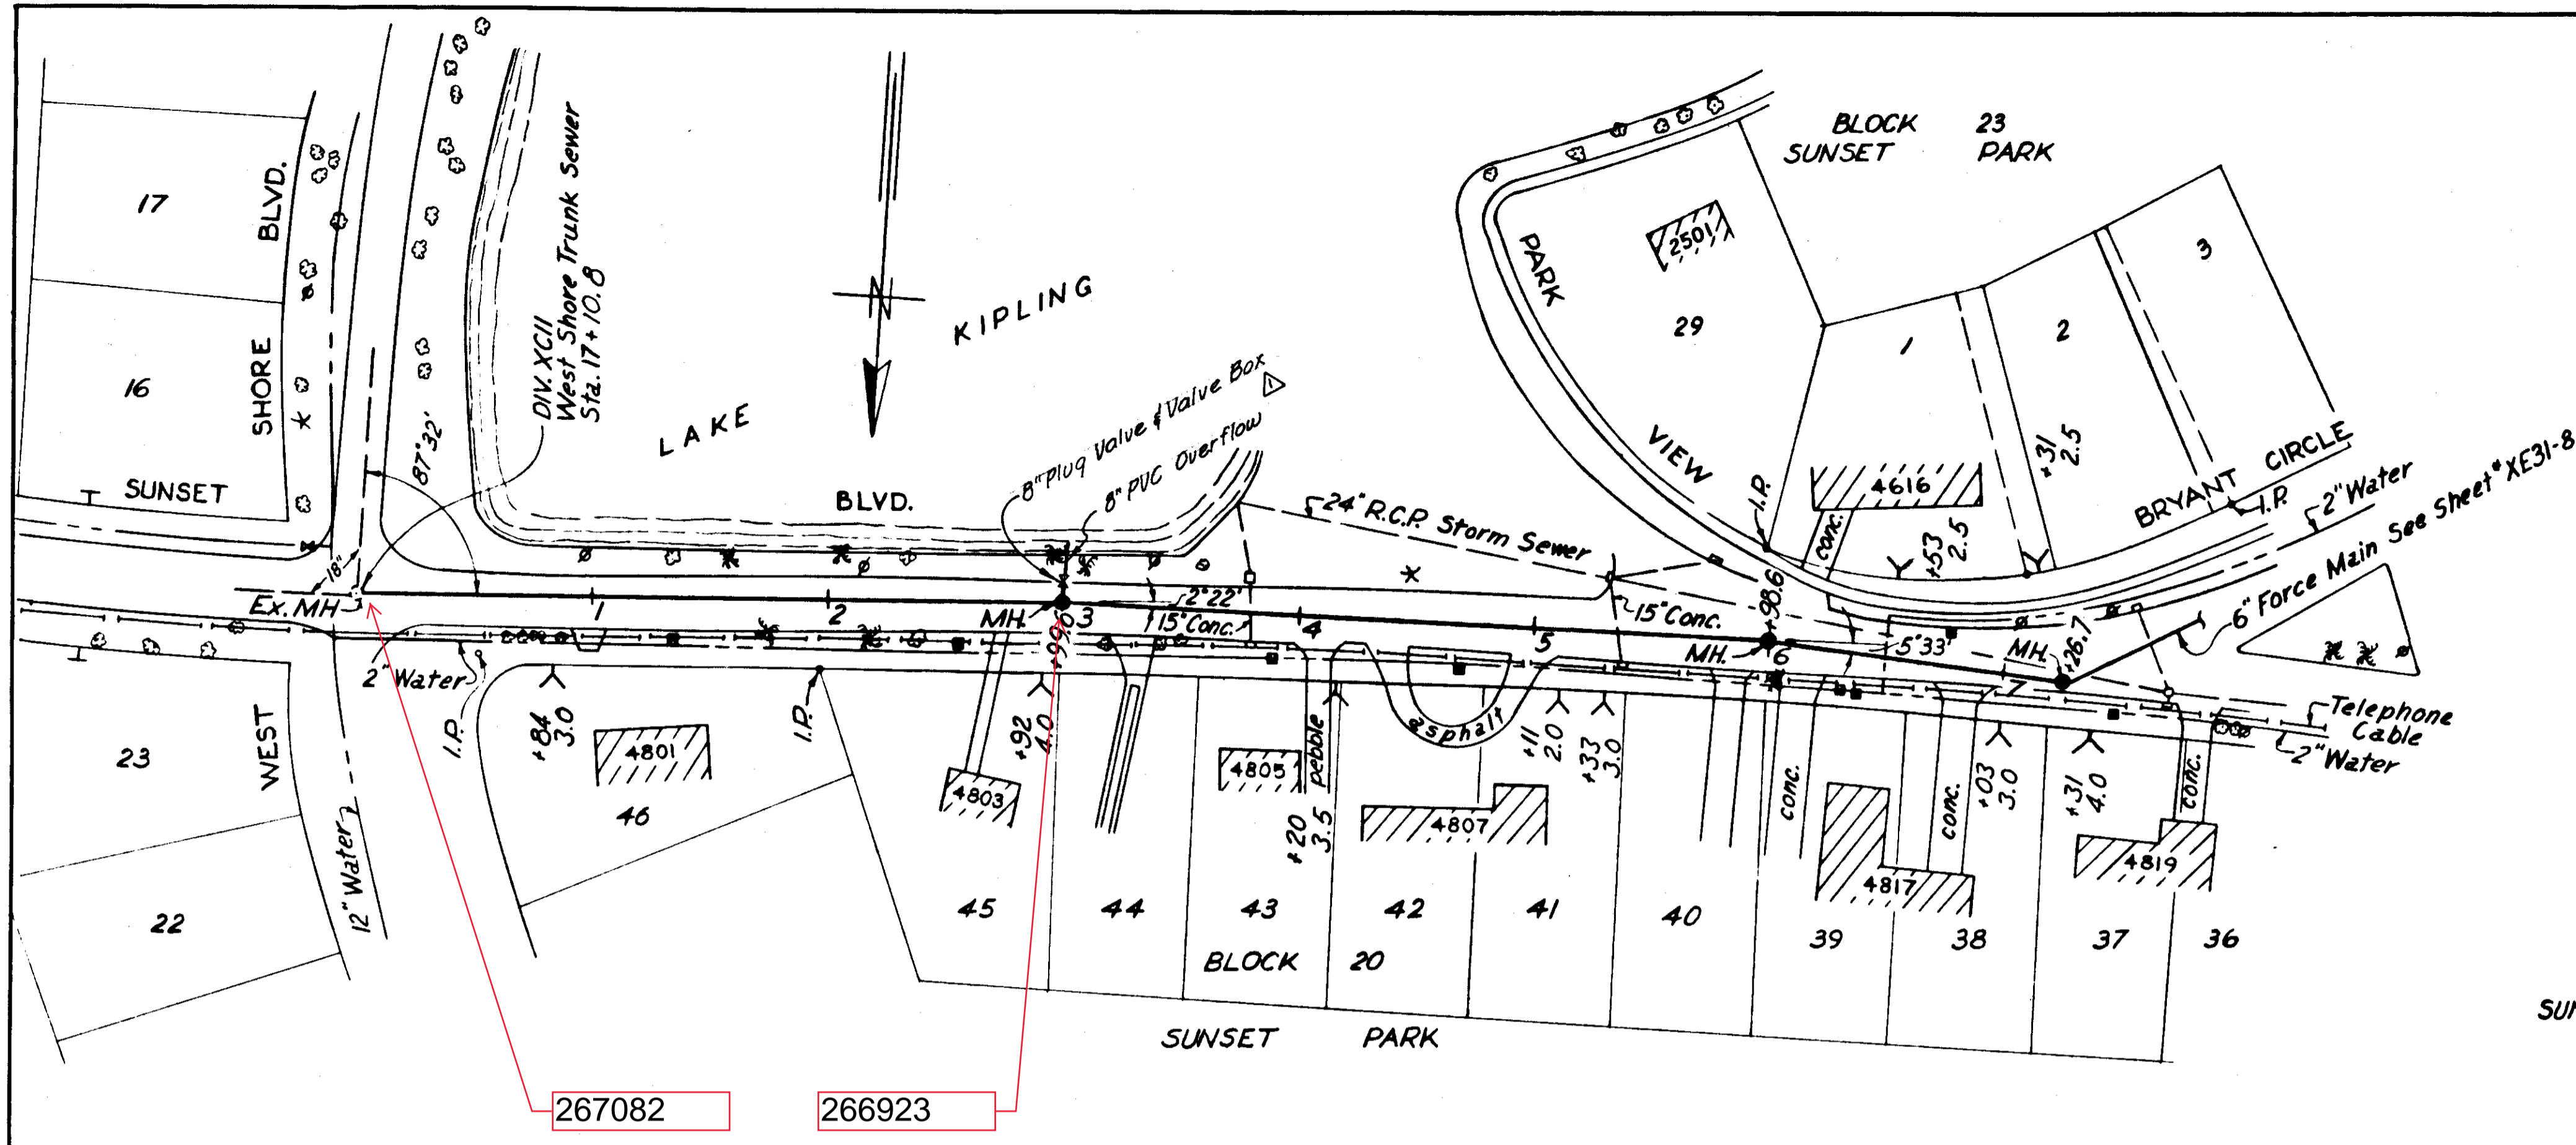 17
16
SHORE BLVD.
SUNSET
DIV. XCII
West Shore Trunk Sewer
Sta. 17+10.8
87°32'
18"
Ex. MH
N
LAKE
KIPLING
BLVD.
8" Plug Valve & Valve Box
1
8" PVC Overflow
BLOCK 23
SUNSET PARK
PARK
VIEW
2501
29
1
2
3
I.P.
4616
conc.
+53
2.5
+31
2.5
BRYANT CIRCLE
I.P.
2" Water
6" Force Main See Sheet # XE31-8
24" R.C.P. Storm Sewer
1
2
MH.
3
2°22'
15" Conc.
4
5
15" Conc.
+98.6
MH.
6
5°33'
MH.
7
+26.7
Telephone
Cable
2" Water
2" Water
I.P.
+84
3.0
I.P.
4801
46
+92
4.0
4803
4805
pebble
+20
3.5
asphalt
4807
+11
2.0
+33
3.0
conc.
4817
conc.
+03
3.0
+31
4.0
conc.
4819
WEST
23
22
12" Water
45
44
43
42
41
40
39
38
37
36
BLOCK 20
SUNSET PARK
SUN
267082
266923